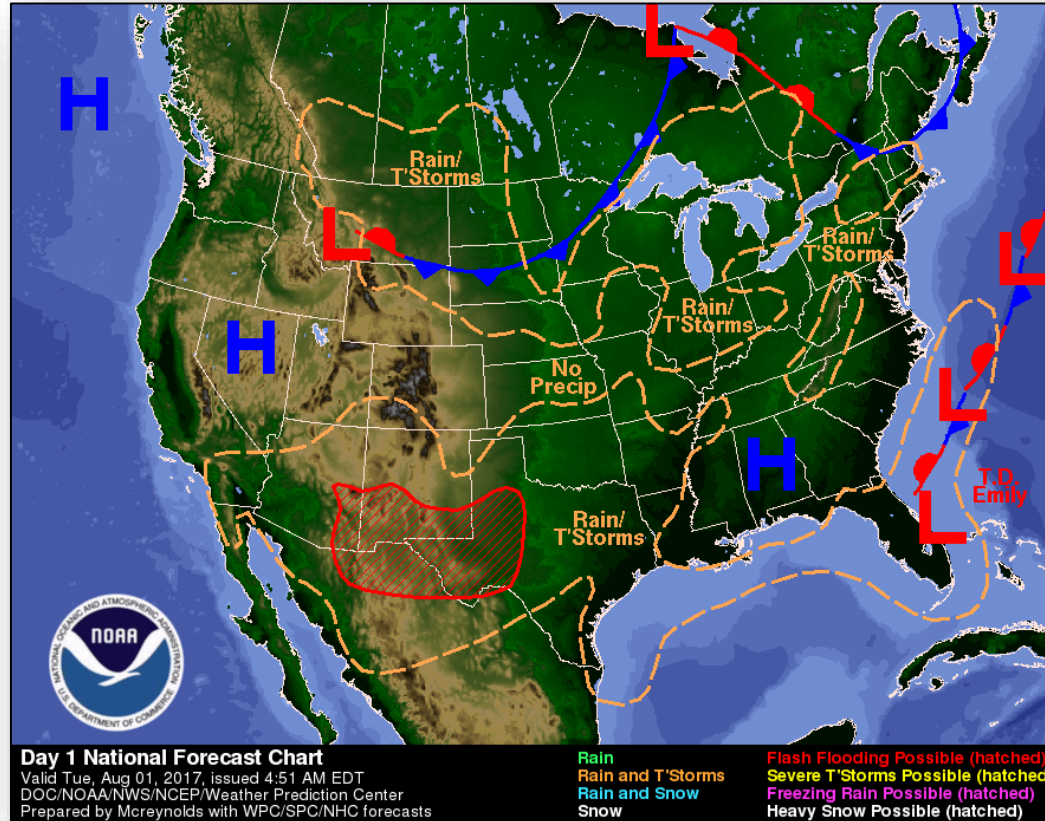 L
H
Rain/
T'Storms
L
Rain/
T'Storms
L
H
Rain/
T'Storms
No
Precip
L
H
T.D.
Emily
L
Rain/
T'Storms
NATIONAL OCEANIC AND ATMOSPHERIC ADMINISTRATION
NOAA
U.S. DEPARTMENT OF COMMERCE
Day 1 National Forecast Chart
Valid Tue, Aug 01, 2017, issued 4:51 AM EDT
DOC/NOAA/NWS/NCEP/Weather Prediction Center
Prepared by Mcreynolds with WPC/SPC/NHC forecasts
Rain
Rain and T'Storms
Rain and Snow
Snow
Flash Flooding Possible (hatched)
Severe T'Storms Possible (hatched
Freezing Rain Possible (hatched)
Heavy Snow Possible (hatched)